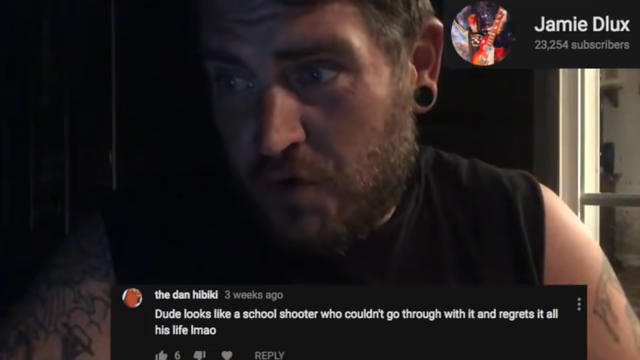 Jamie Dlux
23,254 subscribers
the dan hibiki 3 weeks ago
Dude looks like a school shooter who couldn't go through with it and regrets it all
his life lmao
6 REPLY